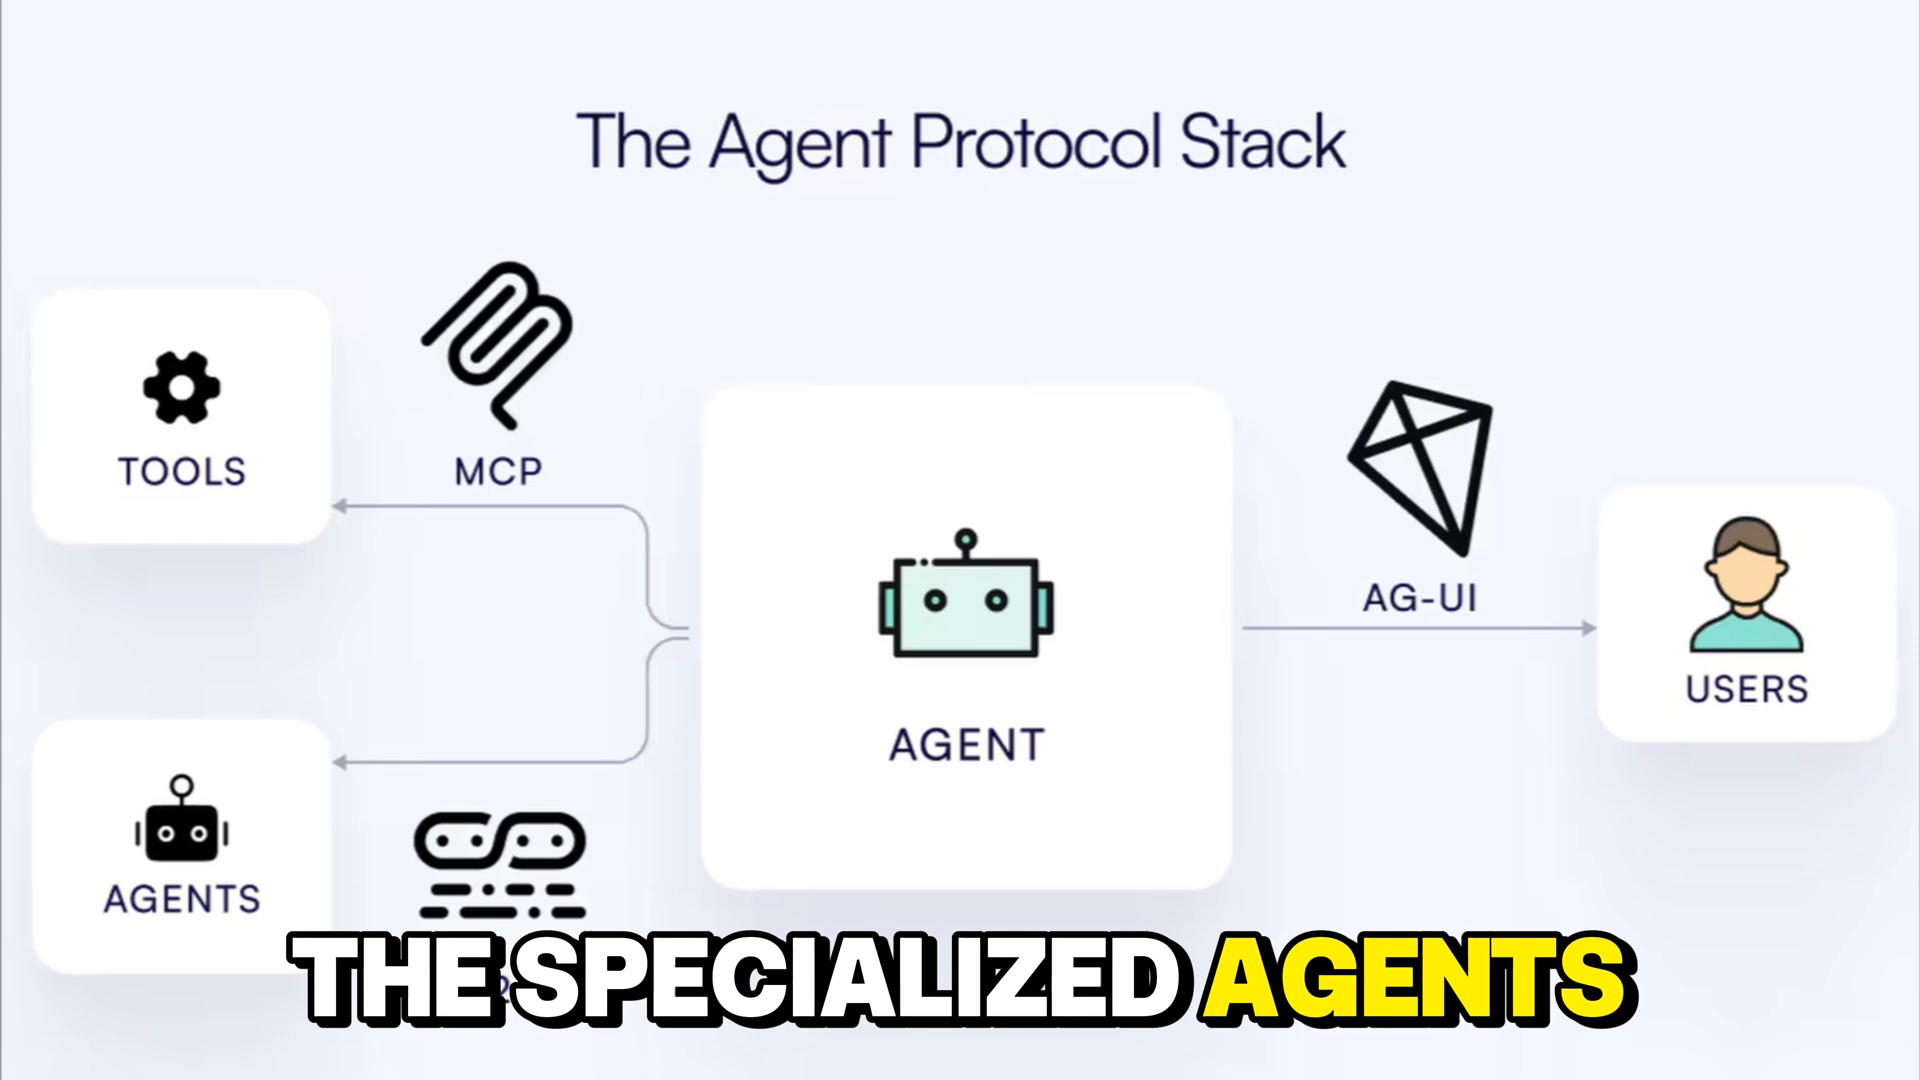 The Agent Protocol Stack
TOOLS
MCP
AGENT
AG-UI
USERS
AGENTS
THE SPECIALIZED AGENTS